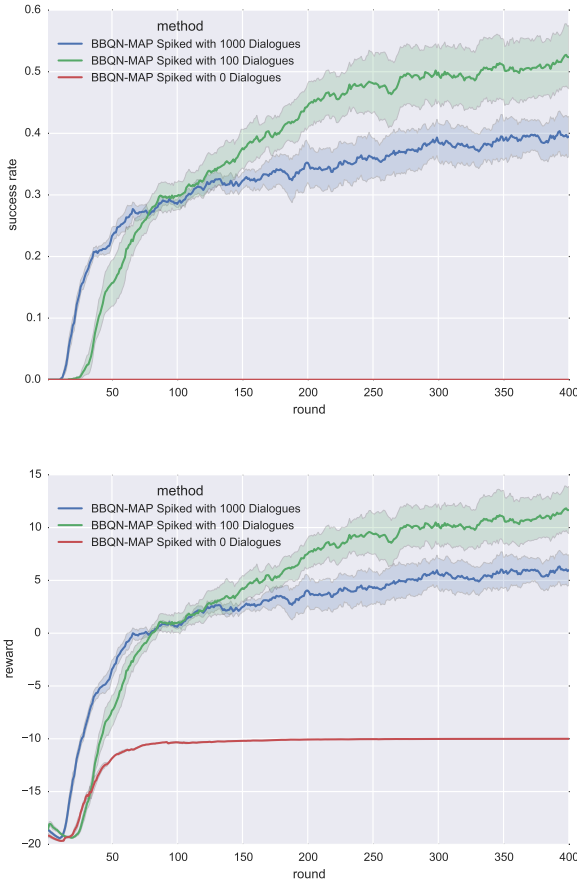 0.6
method
BBQN-MAP Spiked with 1000 Dialogues
BBQN-MAP Spiked with 100 Dialogues
BBQN-MAP Spiked with 0 Dialogues
0.5
0.4
0.3
0.2
0.1
0.0
success rate
50 100 150 200 250 300 350 400
round
15
method
BBQN-MAP Spiked with 1000 Dialogues
BBQN-MAP Spiked with 100 Dialogues
BBQN-MAP Spiked with 0 Dialogues
10
5
0
−5
−10
−15
−20
reward
50 100 150 200 250 300 350 400
round